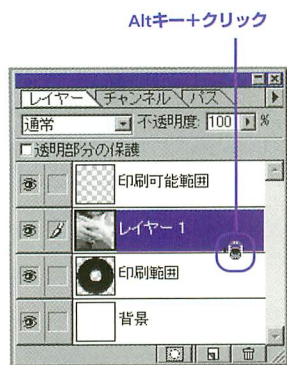 Altキー+クリック
レイヤー チャンネル パス
通常 不透明度: 100 %
透明部分の保護
印刷可能範囲
レイヤー 1
印刷範囲
背景